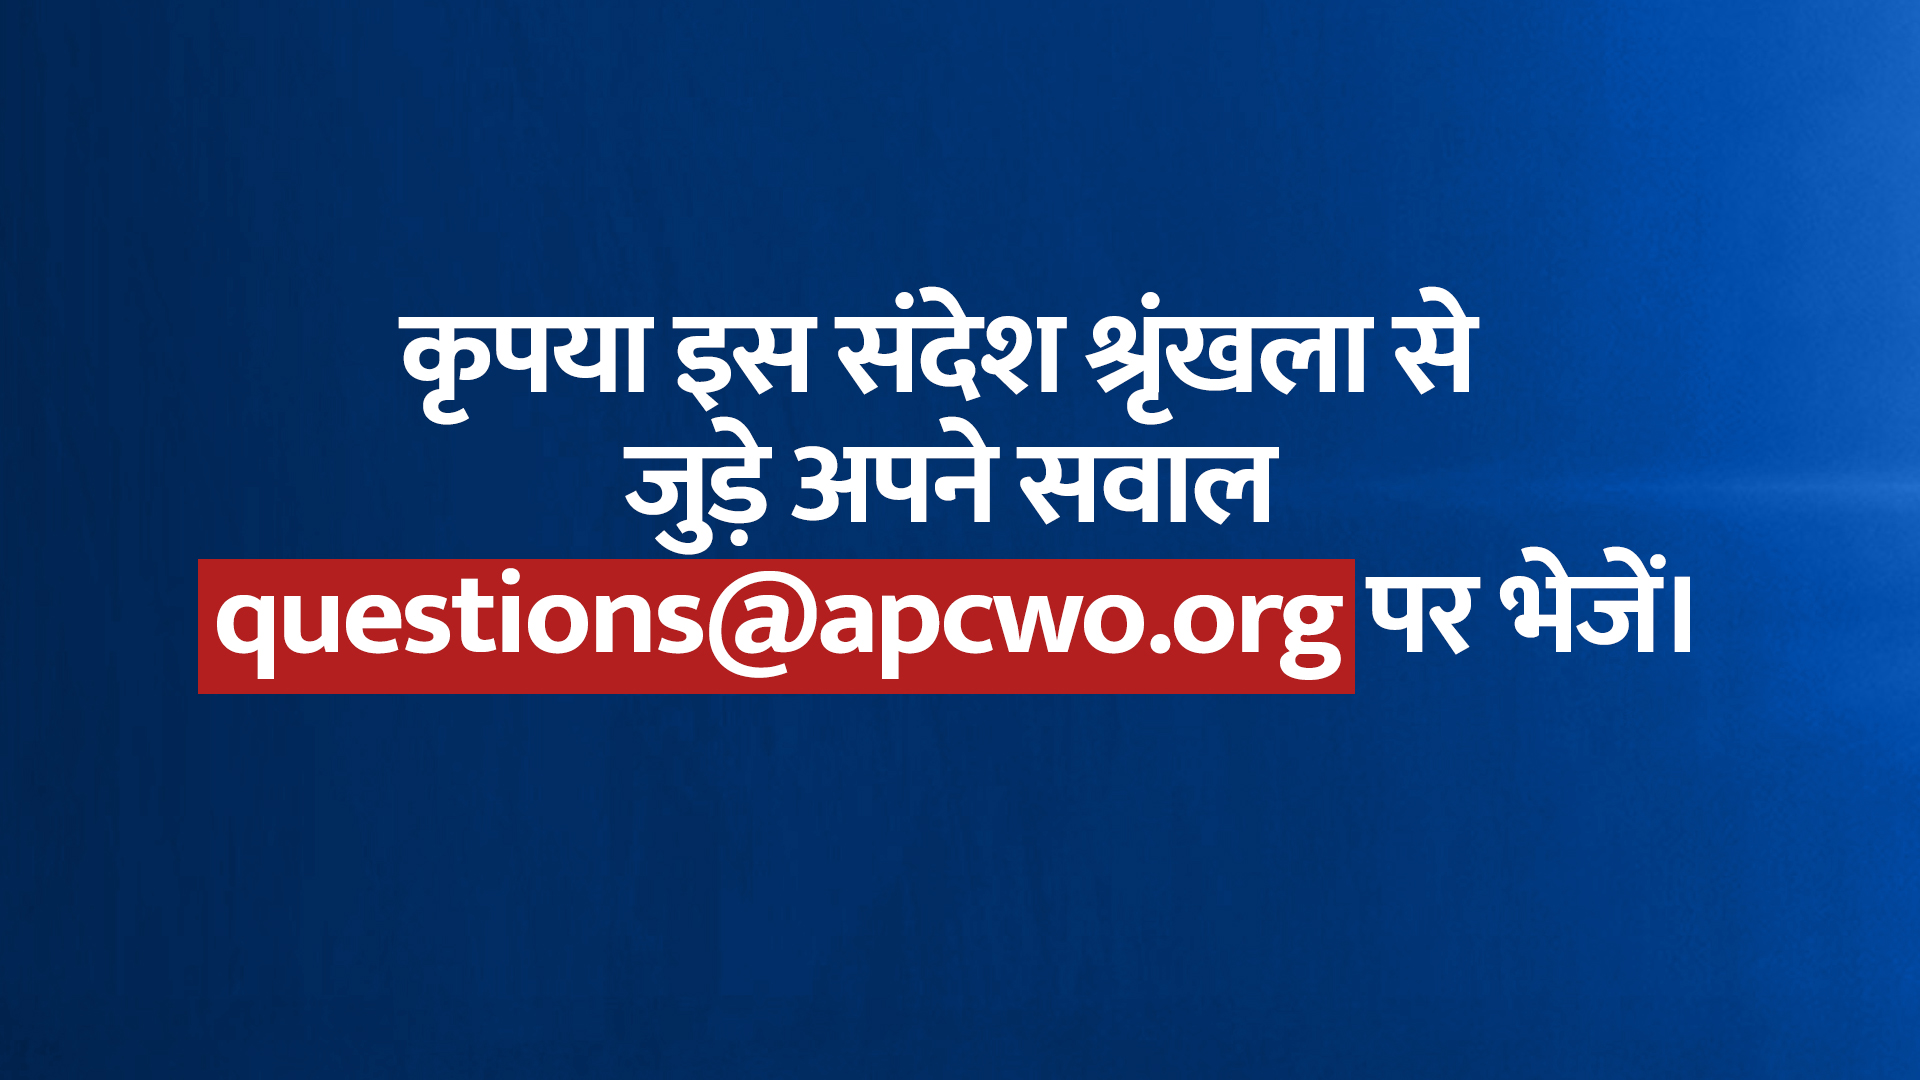 कृपया इस संदेश श्रृंखला से
जुड़े अपने सवाल
questions@apcwo.org पर भेजें।